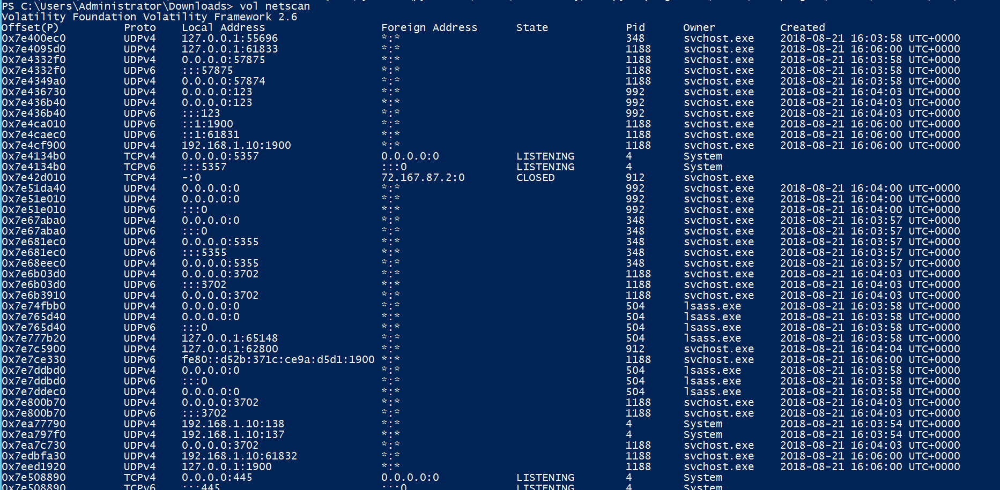 PS C:\Users\Administrator\Downloads> vol netscan
Volatility Foundation Volatility Framework 2.6
Offset(P) Proto Local Address Foreign Address State Pid Owner Created
0x7e400ec0 UDPv4 127.0.0.1:55696 *:* 348 svchost.exe 2018-08-21 16:03:58 UTC+0000
0x7e4095d0 UDPv4 127.0.0.1:61833 *:* 1188 svchost.exe 2018-08-21 16:06:00 UTC+0000
0x7e4332f0 UDPv4 0.0.0.0:57875 *:* 1188 svchost.exe 2018-08-21 16:03:58 UTC+0000
0x7e4332f0 UDPv6 :::57875 *:* 1188 svchost.exe 2018-08-21 16:03:58 UTC+0000
0x7e4349a0 UDPv4 0.0.0.0:57874 *:* 1188 svchost.exe 2018-08-21 16:03:58 UTC+0000
0x7e436730 UDPv4 0.0.0.0:123 *:* 992 svchost.exe 2018-08-21 16:04:03 UTC+0000
0x7e436b40 UDPv4 0.0.0.0:123 *:* 992 svchost.exe 2018-08-21 16:04:03 UTC+0000
0x7e436b40 UDPv6 :::123 *:* 992 svchost.exe 2018-08-21 16:04:03 UTC+0000
0x7e4ca010 UDPv6 ::1:1900 *:* 1188 svchost.exe 2018-08-21 16:06:00 UTC+0000
0x7e4caec0 UDPv6 ::1:61831 *:* 1188 svchost.exe 2018-08-21 16:06:00 UTC+0000
0x7e4cf900 UDPv4 192.168.1.10:1900 *:* 1188 svchost.exe 2018-08-21 16:06:00 UTC+0000
0x7e4134b0 TCPv4 0.0.0.0:5357 0.0.0.0:0 LISTENING 4 System
0x7e4134b0 TCPv6 :::5357 :::0 LISTENING 4 System
0x7e42d010 TCPv4 -:0 72.167.87.2:0 CLOSED 912 svchost.exe
0x7e51da40 UDPv4 0.0.0.0:0 *:* 992 svchost.exe 2018-08-21 16:04:00 UTC+0000
0x7e51e010 UDPv4 0.0.0.0:0 *:* 992 svchost.exe 2018-08-21 16:04:00 UTC+0000
0x7e51e010 UDPv6 :::0 *:* 992 svchost.exe 2018-08-21 16:04:00 UTC+0000
0x7e67aba0 UDPv4 0.0.0.0:0 *:* 348 svchost.exe 2018-08-21 16:03:57 UTC+0000
0x7e67aba0 UDPv6 :::0 *:* 348 svchost.exe 2018-08-21 16:03:57 UTC+0000
0x7e681ec0 UDPv4 0.0.0.0:5355 *:* 348 svchost.exe 2018-08-21 16:03:57 UTC+0000
0x7e681ec0 UDPv6 :::5355 *:* 348 svchost.exe 2018-08-21 16:03:57 UTC+0000
0x7e68eec0 UDPv4 0.0.0.0:5355 *:* 348 svchost.exe 2018-08-21 16:03:57 UTC+0000
0x7e6b03d0 UDPv4 0.0.0.0:3702 *:* 1188 svchost.exe 2018-08-21 16:04:03 UTC+0000
0x7e6b03d0 UDPv6 :::3702 *:* 1188 svchost.exe 2018-08-21 16:04:03 UTC+0000
0x7e6b3910 UDPv4 0.0.0.0:3702 *:* 1188 svchost.exe 2018-08-21 16:04:03 UTC+0000
0x7e74fbb0 UDPv4 0.0.0.0:0 *:* 504 lsass.exe 2018-08-21 16:03:58 UTC+0000
0x7e765d40 UDPv4 0.0.0.0:0 *:* 504 lsass.exe 2018-08-21 16:03:58 UTC+0000
0x7e765d40 UDPv6 :::0 *:* 504 lsass.exe 2018-08-21 16:03:58 UTC+0000
0x7e777b20 UDPv4 127.0.0.1:65148 *:* 504 lsass.exe 2018-08-21 16:03:58 UTC+0000
0x7e7c5900 UDPv4 127.0.0.1:62800 *:* 912 svchost.exe 2018-08-21 16:04:04 UTC+0000
0x7e7ce330 UDPv6 fe80::d52b:371c:ce9a:d5d1:1900 *:* 1188 svchost.exe 2018-08-21 16:06:00 UTC+0000
0x7e7ddbd0 UDPv4 0.0.0.0:0 *:* 504 lsass.exe 2018-08-21 16:03:58 UTC+0000
0x7e7ddbd0 UDPv6 :::0 *:* 504 lsass.exe 2018-08-21 16:03:58 UTC+0000
0x7e7ddec0 UDPv4 0.0.0.0:0 *:* 504 lsass.exe 2018-08-21 16:03:58 UTC+0000
0x7e800b70 UDPv4 0.0.0.0:3702 *:* 1188 svchost.exe 2018-08-21 16:04:03 UTC+0000
0x7e800b70 UDPv6 :::3702 *:* 1188 svchost.exe 2018-08-21 16:04:03 UTC+0000
0x7ea77790 UDPv4 192.168.1.10:138 *:* 4 System 2018-08-21 16:03:54 UTC+0000
0x7ea797f0 UDPv4 192.168.1.10:137 *:* 4 System 2018-08-21 16:03:54 UTC+0000
0x7ea7c730 UDPv4 0.0.0.0:3702 *:* 1188 svchost.exe 2018-08-21 16:04:03 UTC+0000
0x7edbfa30 UDPv4 192.168.1.10:61832 *:* 1188 svchost.exe 2018-08-21 16:06:00 UTC+0000
0x7eed1920 UDPv4 127.0.0.1:1900 *:* 1188 svchost.exe 2018-08-21 16:06:00 UTC+0000
0x7e508890 TCPv4 0.0.0.0:445 0.0.0.0:0 LISTENING 4 System
0x7e508890 TCPv6 :::445 :::0 LISTENING 4 System